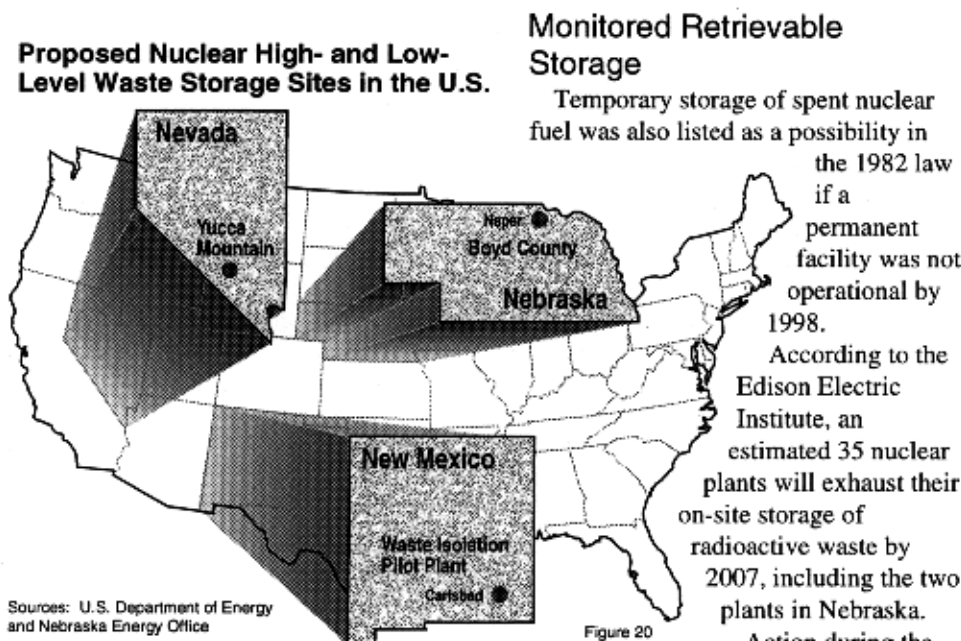 Proposed Nuclear High- and Low-
Level Waste Storage Sites in the U.S.
Nevada
Yucca
Mountain
Naper
Boyd County
Nebraska
New Mexico
Waste Isolation
Pilot Plant
Carlsbad
Sources: U.S. Department of Energy
and Nebraska Energy Office
Figure 20
Monitored Retrievable
Storage
Temporary storage of spent nuclear
fuel was also listed as a possibility in
the 1982 law
if a
permanent
facility was not
operational by
1998.
According to the
Edison Electric
Institute, an
estimated 35 nuclear
plants will exhaust their
on-site storage of
radioactive waste by
2007, including the two
plants in Nebraska.
Action during the